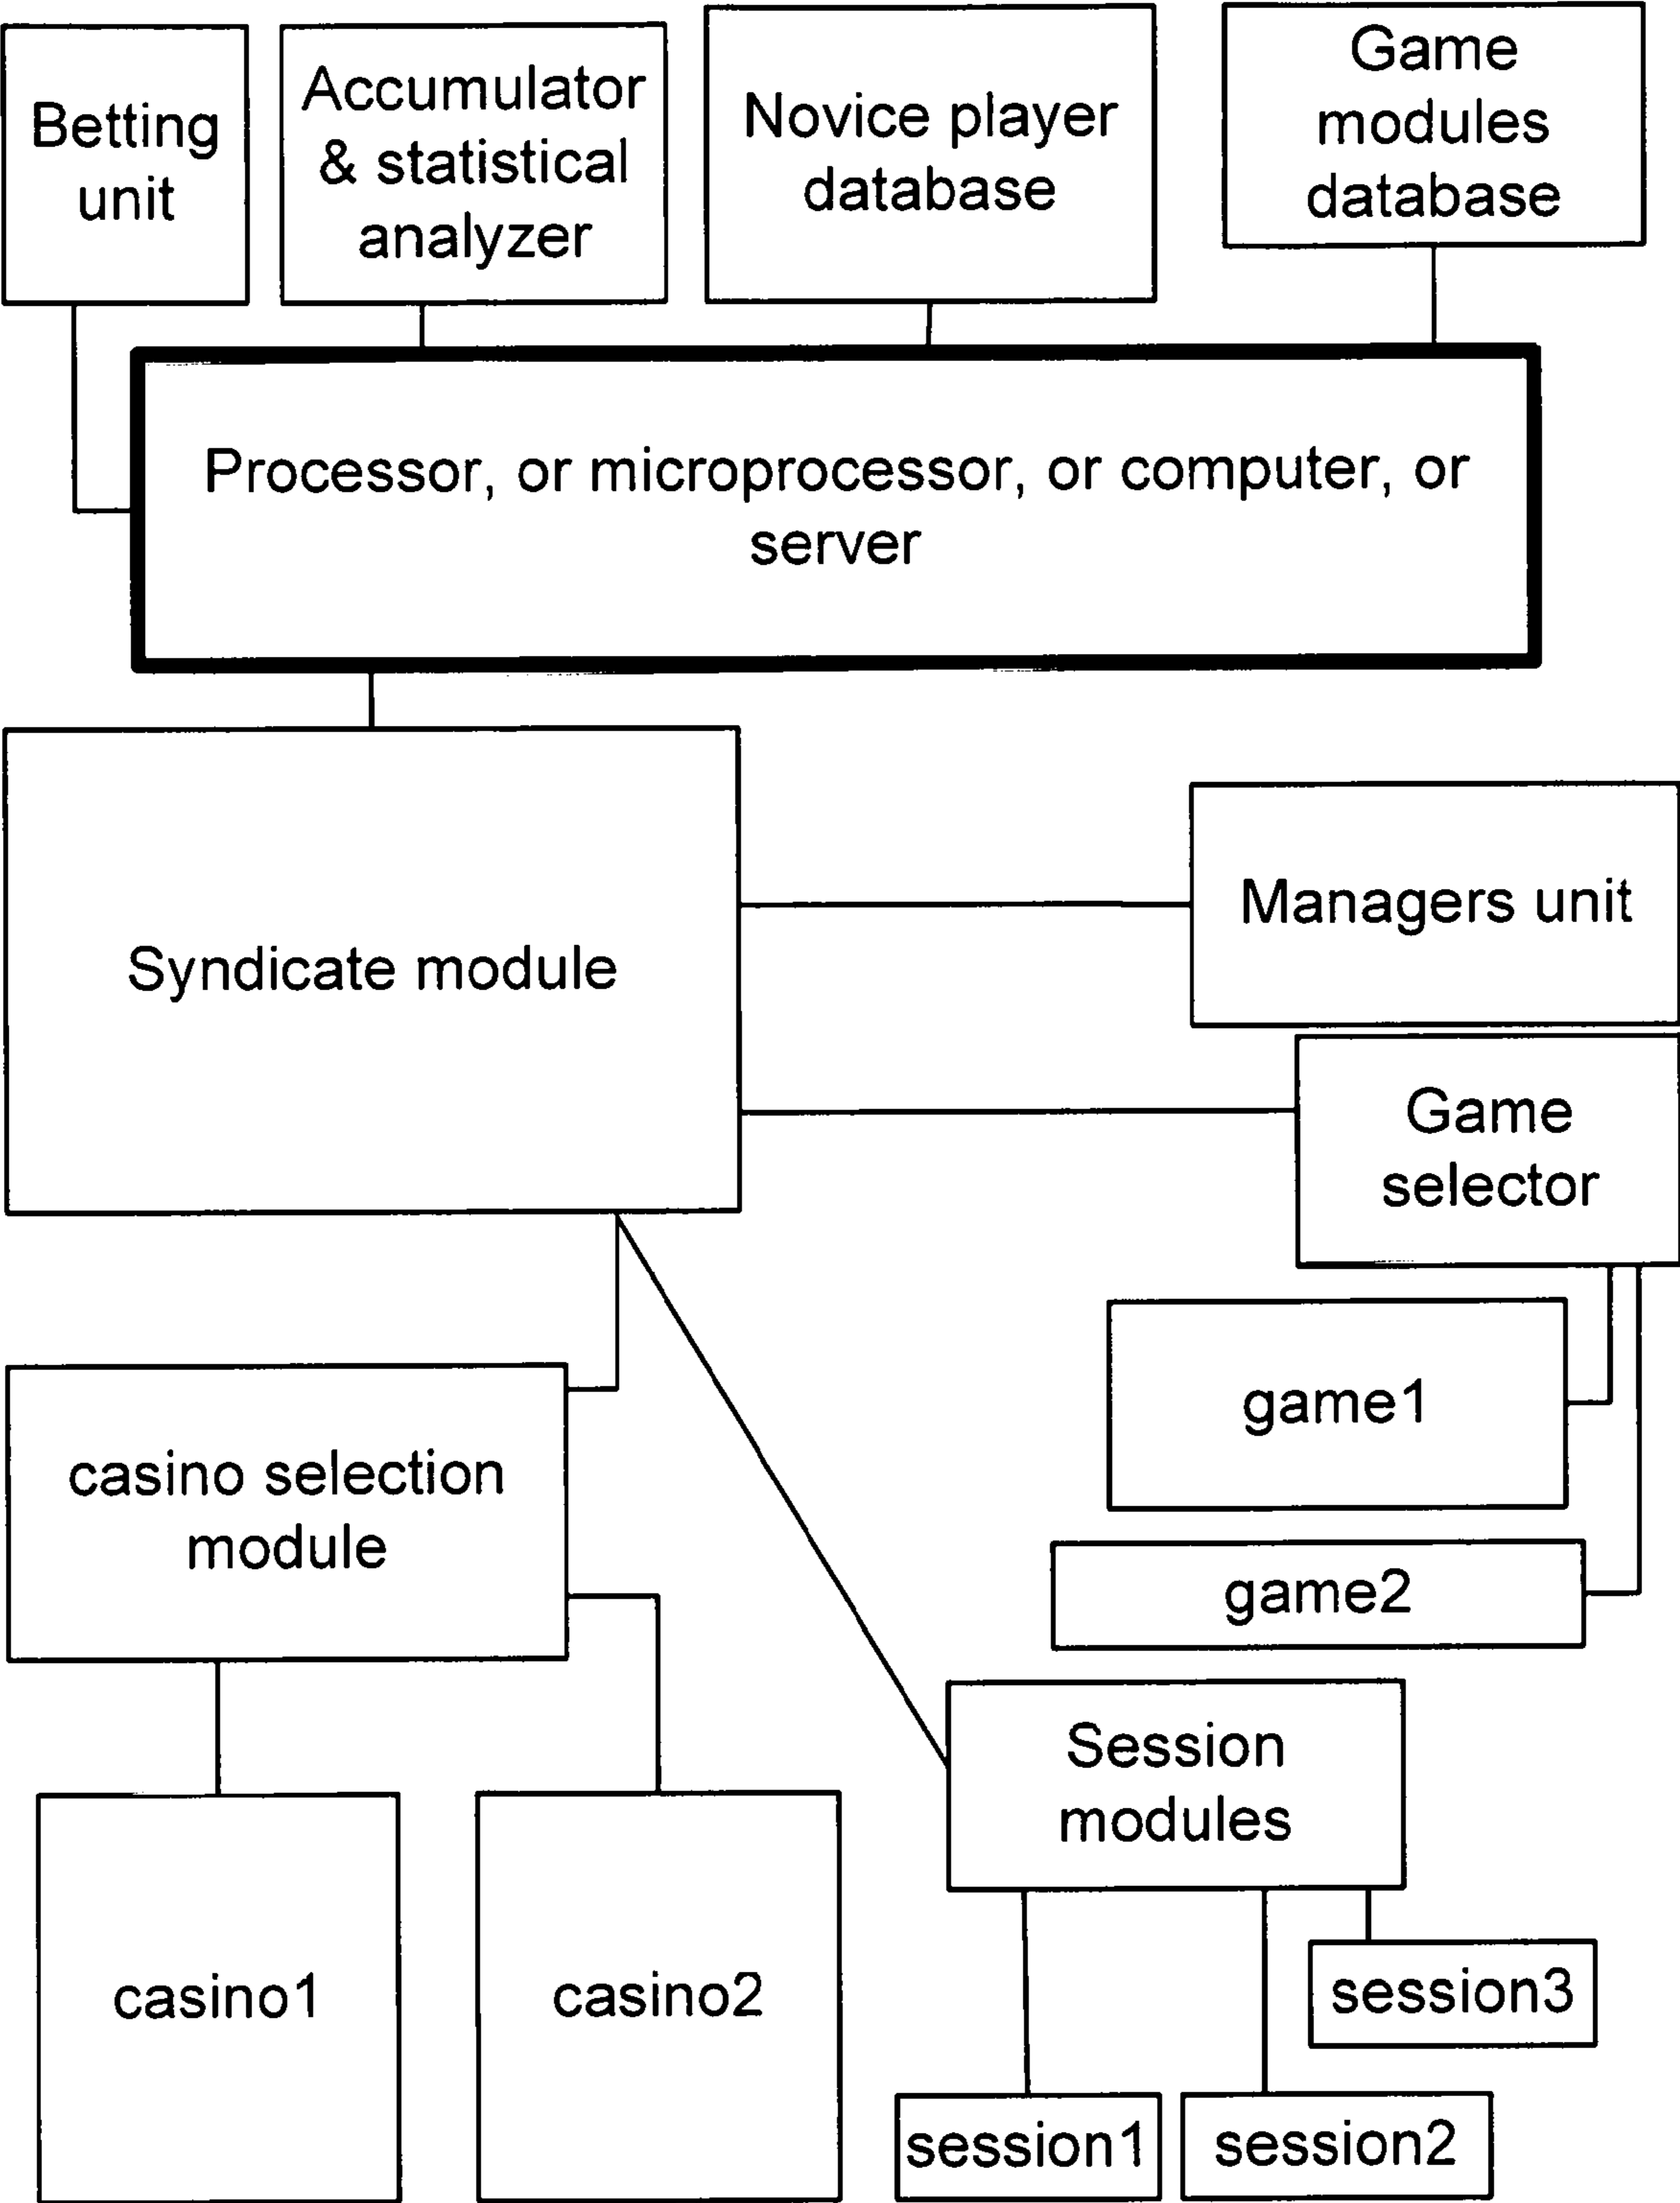 Betting
unit
Accumulator
& statistical
analyzer
Novice player
database
Game
modules
database
Processor, or microprocessor, or computer, or
server
Syndicate module
Managers unit
Game
selector
game1
casino selection
module
game2
Session
modules
casino1
casino2
session3
session1
session2